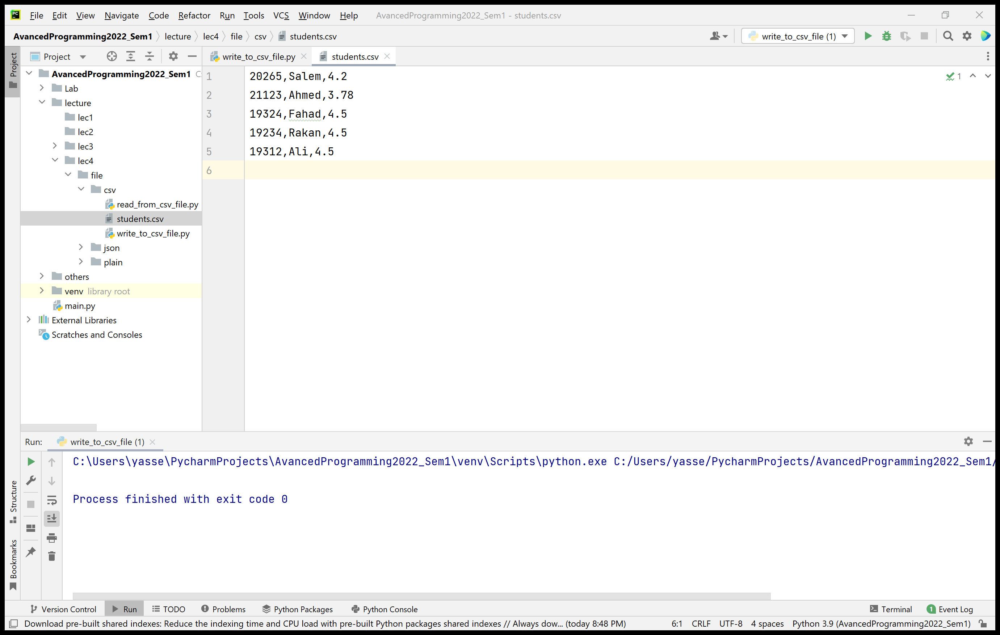 PC File Edit View Navigate Code Refactor Run Tools VCS Window Help AvancedProgramming2022_Sem1 - students.csv
AvancedProgramming2022_Sem1 lecture lec4 file csv students.csv write_to_csv_file (1)
Project
Project write_to_csv_file.py students.csv
AvancedProgramming2022_Sem1 C:
Lab
lecture
lec1
lec2
lec3
lec4
file
csv
read_from_csv_file.py
students.csv
write_to_csv_file.py
json
plain
others
venv library root
main.py
External Libraries
Scratches and Consoles
1 20265,Salem,4.2
2 21123,Ahmed,3.78
3 19324,Fahad,4.5
4 19234,Rakan,4.5
5 19312,Ali,4.5
6
1
Run: write_to_csv_file (1)
C:\Users\yasse\PycharmProjects\AvancedProgramming2022_Sem1\venv\Scripts\python.exe C:/Users/yasse/PycharmProjects/AvancedProgramming2022_Sem1/
Process finished with exit code 0
Structure
Bookmarks
Version Control Run TODO Problems Python Packages Python Console Terminal 1 Event Log
Download pre-built shared indexes: Reduce the indexing time and CPU load with pre-built Python packages shared indexes // Always dow... (today 8:48 PM) 6:1 CRLF UTF-8 4 spaces Python 3.9 (AvancedProgramming2022_Sem1)